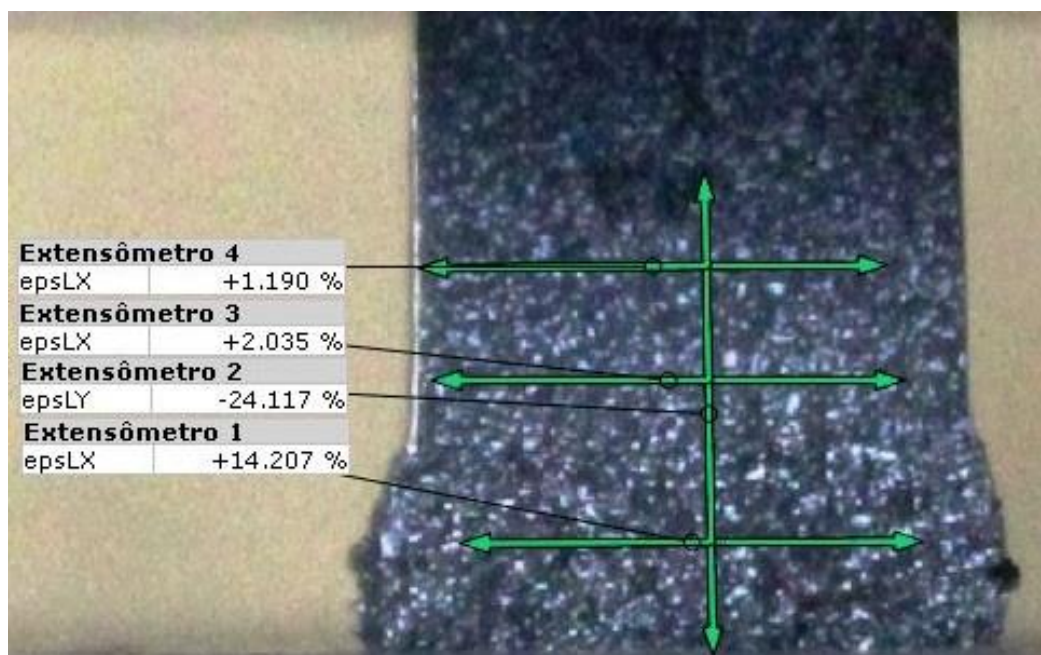 Extensômetro 4
epsLX +1.190 %
Extensômetro 3
epsLX +2.035 %
Extensômetro 2
epsLY -24.117 %
Extensômetro 1
epsLX +14.207 %